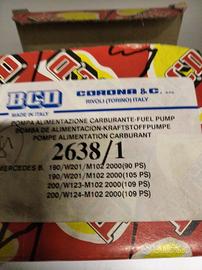 BCD
CORONA & C. s.n.c.
RIVOLI (TORINO) ITALY
MADE IN ITALY
POMPA ALIMENTAZIONE CARBURANTE-FUEL PUMP
BOMBA DE ALIMENTACION-KRAFTSTOFFPUMPE
POMPE ALIMENTATION CARBURANT
2638/1
MERCEDES B. 190/W201/M102 2000(90 PS)
190/W201/M102 2000(105 PS)
200/W123-M102 2000(109 PS)
200/W124-M102 2000(109 PS)